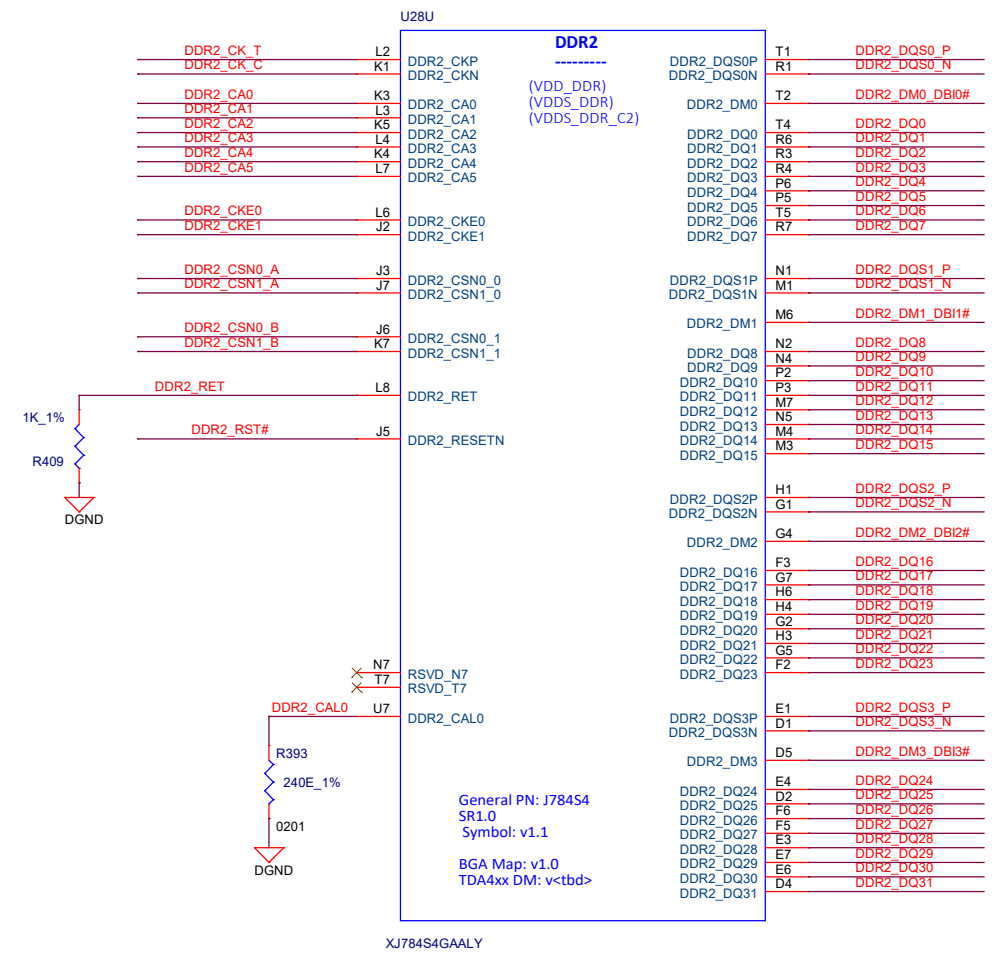 U28U
DDR2
---------
(VDD_DDR)
(VDDS_DDR)
(VDDS_DDR_C2)
DDR2_CK_T L2 DDR2_CKP
DDR2_CK_C K1 DDR2_CKN
DDR2_CA0 K3 DDR2_CA0
DDR2_CA1 L3 DDR2_CA1
DDR2_CA2 K5 DDR2_CA2
DDR2_CA3 L4 DDR2_CA3
DDR2_CA4 K4 DDR2_CA4
DDR2_CA5 L7 DDR2_CA5
DDR2_CKE0 L6 DDR2_CKE0
DDR2_CKE1 J2 DDR2_CKE1
DDR2_CSN0_A J3 DDR2_CSN0_0
DDR2_CSN1_A J7 DDR2_CSN1_0
DDR2_CSN0_B J6 DDR2_CSN0_1
DDR2_CSN1_B K7 DDR2_CSN1_1
DDR2_RET L8 DDR2_RET
1K_1%
R409
DGND
DDR2_RST# J5 DDR2_RESETN
N7 RSVD_N7
T7 RSVD_T7
DDR2_CAL0 U7 DDR2_CAL0
R393
240E_1%
0201
DGND
DDR2_DQS0P T1 DDR2_DQS0_P
DDR2_DQS0N R1 DDR2_DQS0_N
DDR2_DM0 T2 DDR2_DM0_DBI0#
DDR2_DQ0 T4 DDR2_DQ0
DDR2_DQ1 R6 DDR2_DQ1
DDR2_DQ2 R3 DDR2_DQ2
DDR2_DQ3 R4 DDR2_DQ3
DDR2_DQ4 P6 DDR2_DQ4
DDR2_DQ5 P5 DDR2_DQ5
DDR2_DQ6 T5 DDR2_DQ6
DDR2_DQ7 R7 DDR2_DQ7
DDR2_DQS1P N1 DDR2_DQS1_P
DDR2_DQS1N M1 DDR2_DQS1_N
DDR2_DM1 M6 DDR2_DM1_DBI1#
DDR2_DQ8 N2 DDR2_DQ8
DDR2_DQ9 N4 DDR2_DQ9
DDR2_DQ10 P2 DDR2_DQ10
DDR2_DQ11 P3 DDR2_DQ11
DDR2_DQ12 M7 DDR2_DQ12
DDR2_DQ13 N5 DDR2_DQ13
DDR2_DQ14 M4 DDR2_DQ14
DDR2_DQ15 M3 DDR2_DQ15
DDR2_DQS2P H1 DDR2_DQS2_P
DDR2_DQS2N G1 DDR2_DQS2_N
DDR2_DM2 G4 DDR2_DM2_DBI2#
DDR2_DQ16 F3 DDR2_DQ16
DDR2_DQ17 G7 DDR2_DQ17
DDR2_DQ18 H6 DDR2_DQ18
DDR2_DQ19 H4 DDR2_DQ19
DDR2_DQ20 G2 DDR2_DQ20
DDR2_DQ21 H3 DDR2_DQ21
DDR2_DQ22 G5 DDR2_DQ22
DDR2_DQ23 F2 DDR2_DQ23
DDR2_DQS3P E1 DDR2_DQS3_P
DDR2_DQS3N D1 DDR2_DQS3_N
DDR2_DM3 D5 DDR2_DM3_DBI3#
DDR2_DQ24 E4 DDR2_DQ24
DDR2_DQ25 D2 DDR2_DQ25
DDR2_DQ26 F6 DDR2_DQ26
DDR2_DQ27 F5 DDR2_DQ27
DDR2_DQ28 E3 DDR2_DQ28
DDR2_DQ29 E7 DDR2_DQ29
DDR2_DQ30 E6 DDR2_DQ30
DDR2_DQ31 D4 DDR2_DQ31
General PN: J784S4
SR1.0
Symbol: v1.1
BGA Map: v1.0
TDA4xx DM: v<tbd>
XJ784S4GAALY